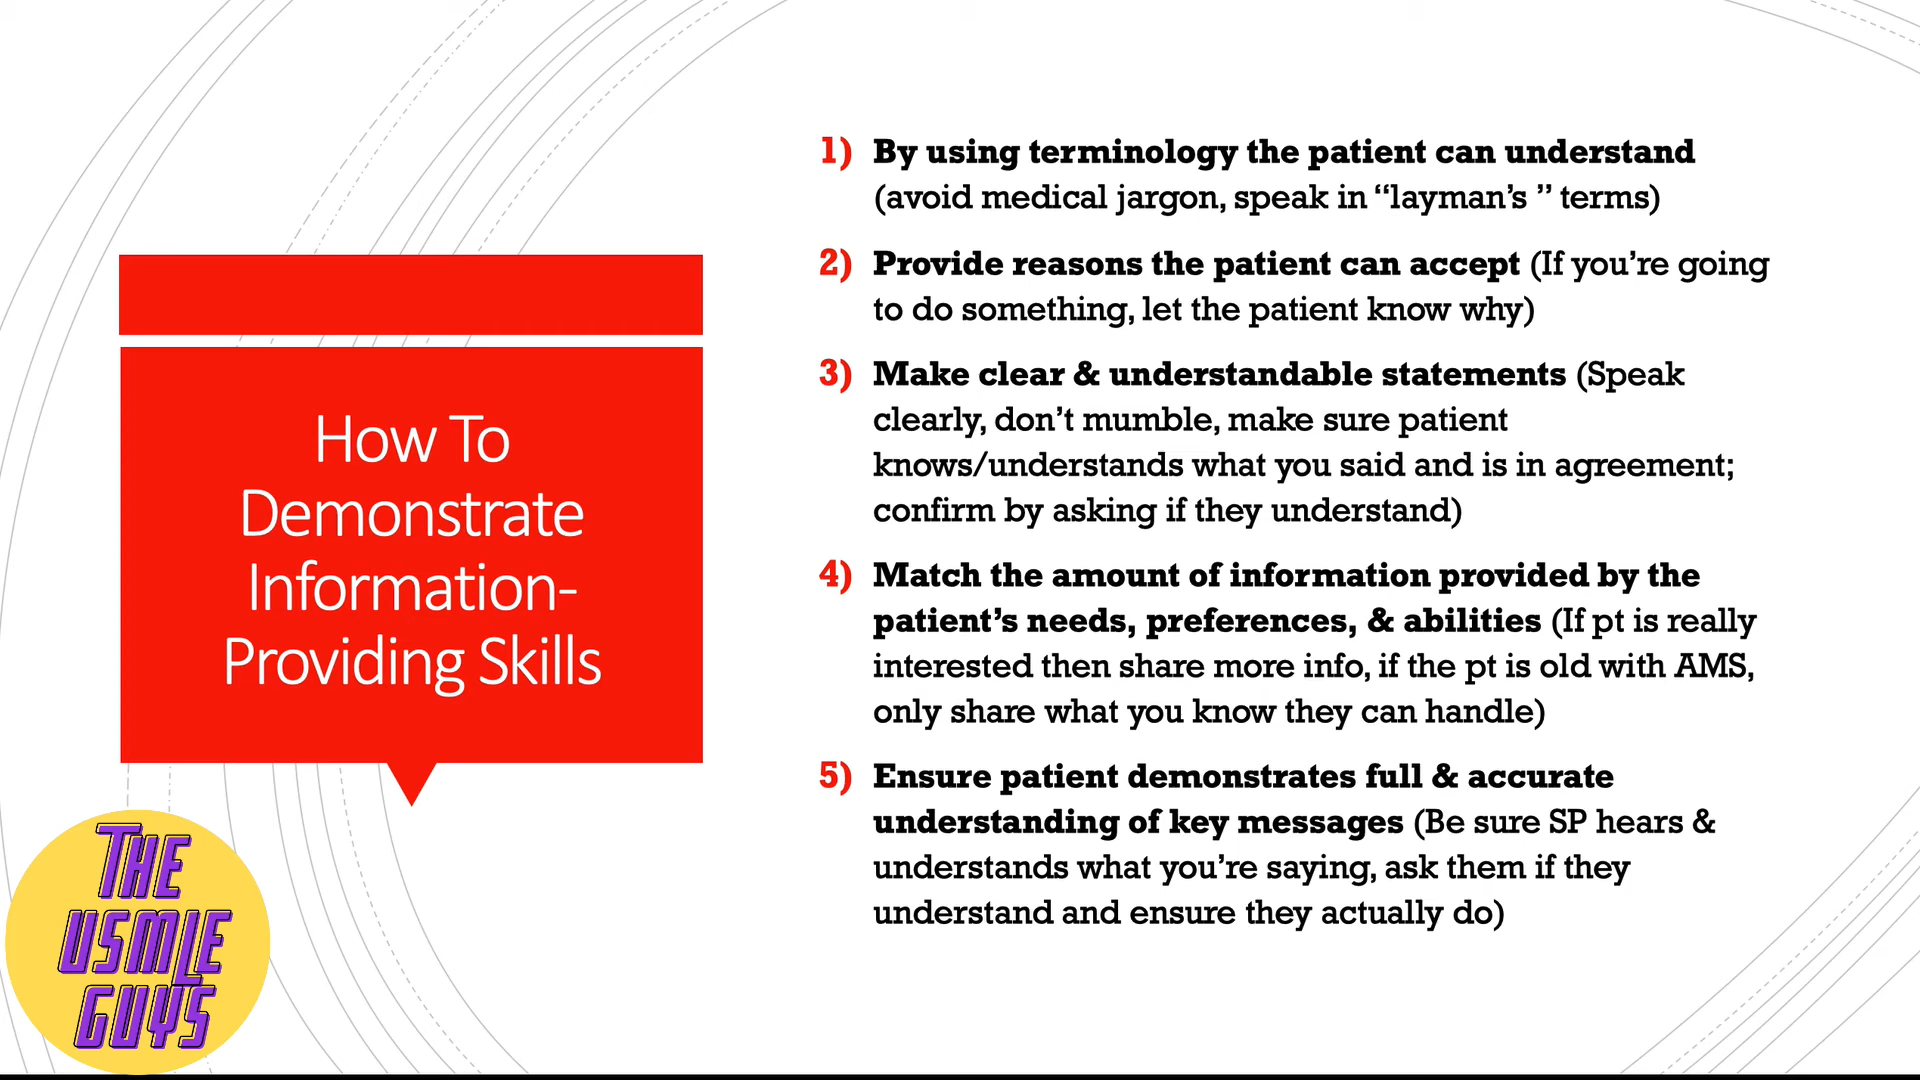 How To
Demonstrate
Information-
Providing Skills
1) By using terminology the patient can understand
(avoid medical jargon, speak in “layman’s ” terms)
2) Provide reasons the patient can accept (If you’re going
to do something, let the patient know why)
3) Make clear & understandable statements (Speak
clearly, don’t mumble, make sure patient
knows/understands what you said and is in agreement;
confirm by asking if they understand)
4) Match the amount of information provided by the
patient’s needs, preferences, & abilities (If pt is really
interested then share more info, if the pt is old with AMS,
only share what you know they can handle)
5) Ensure patient demonstrates full & accurate
understanding of key messages (Be sure SP hears &
understands what you’re saying, ask them if they
understand and ensure they actually do)
THE
USMLE
GUYS